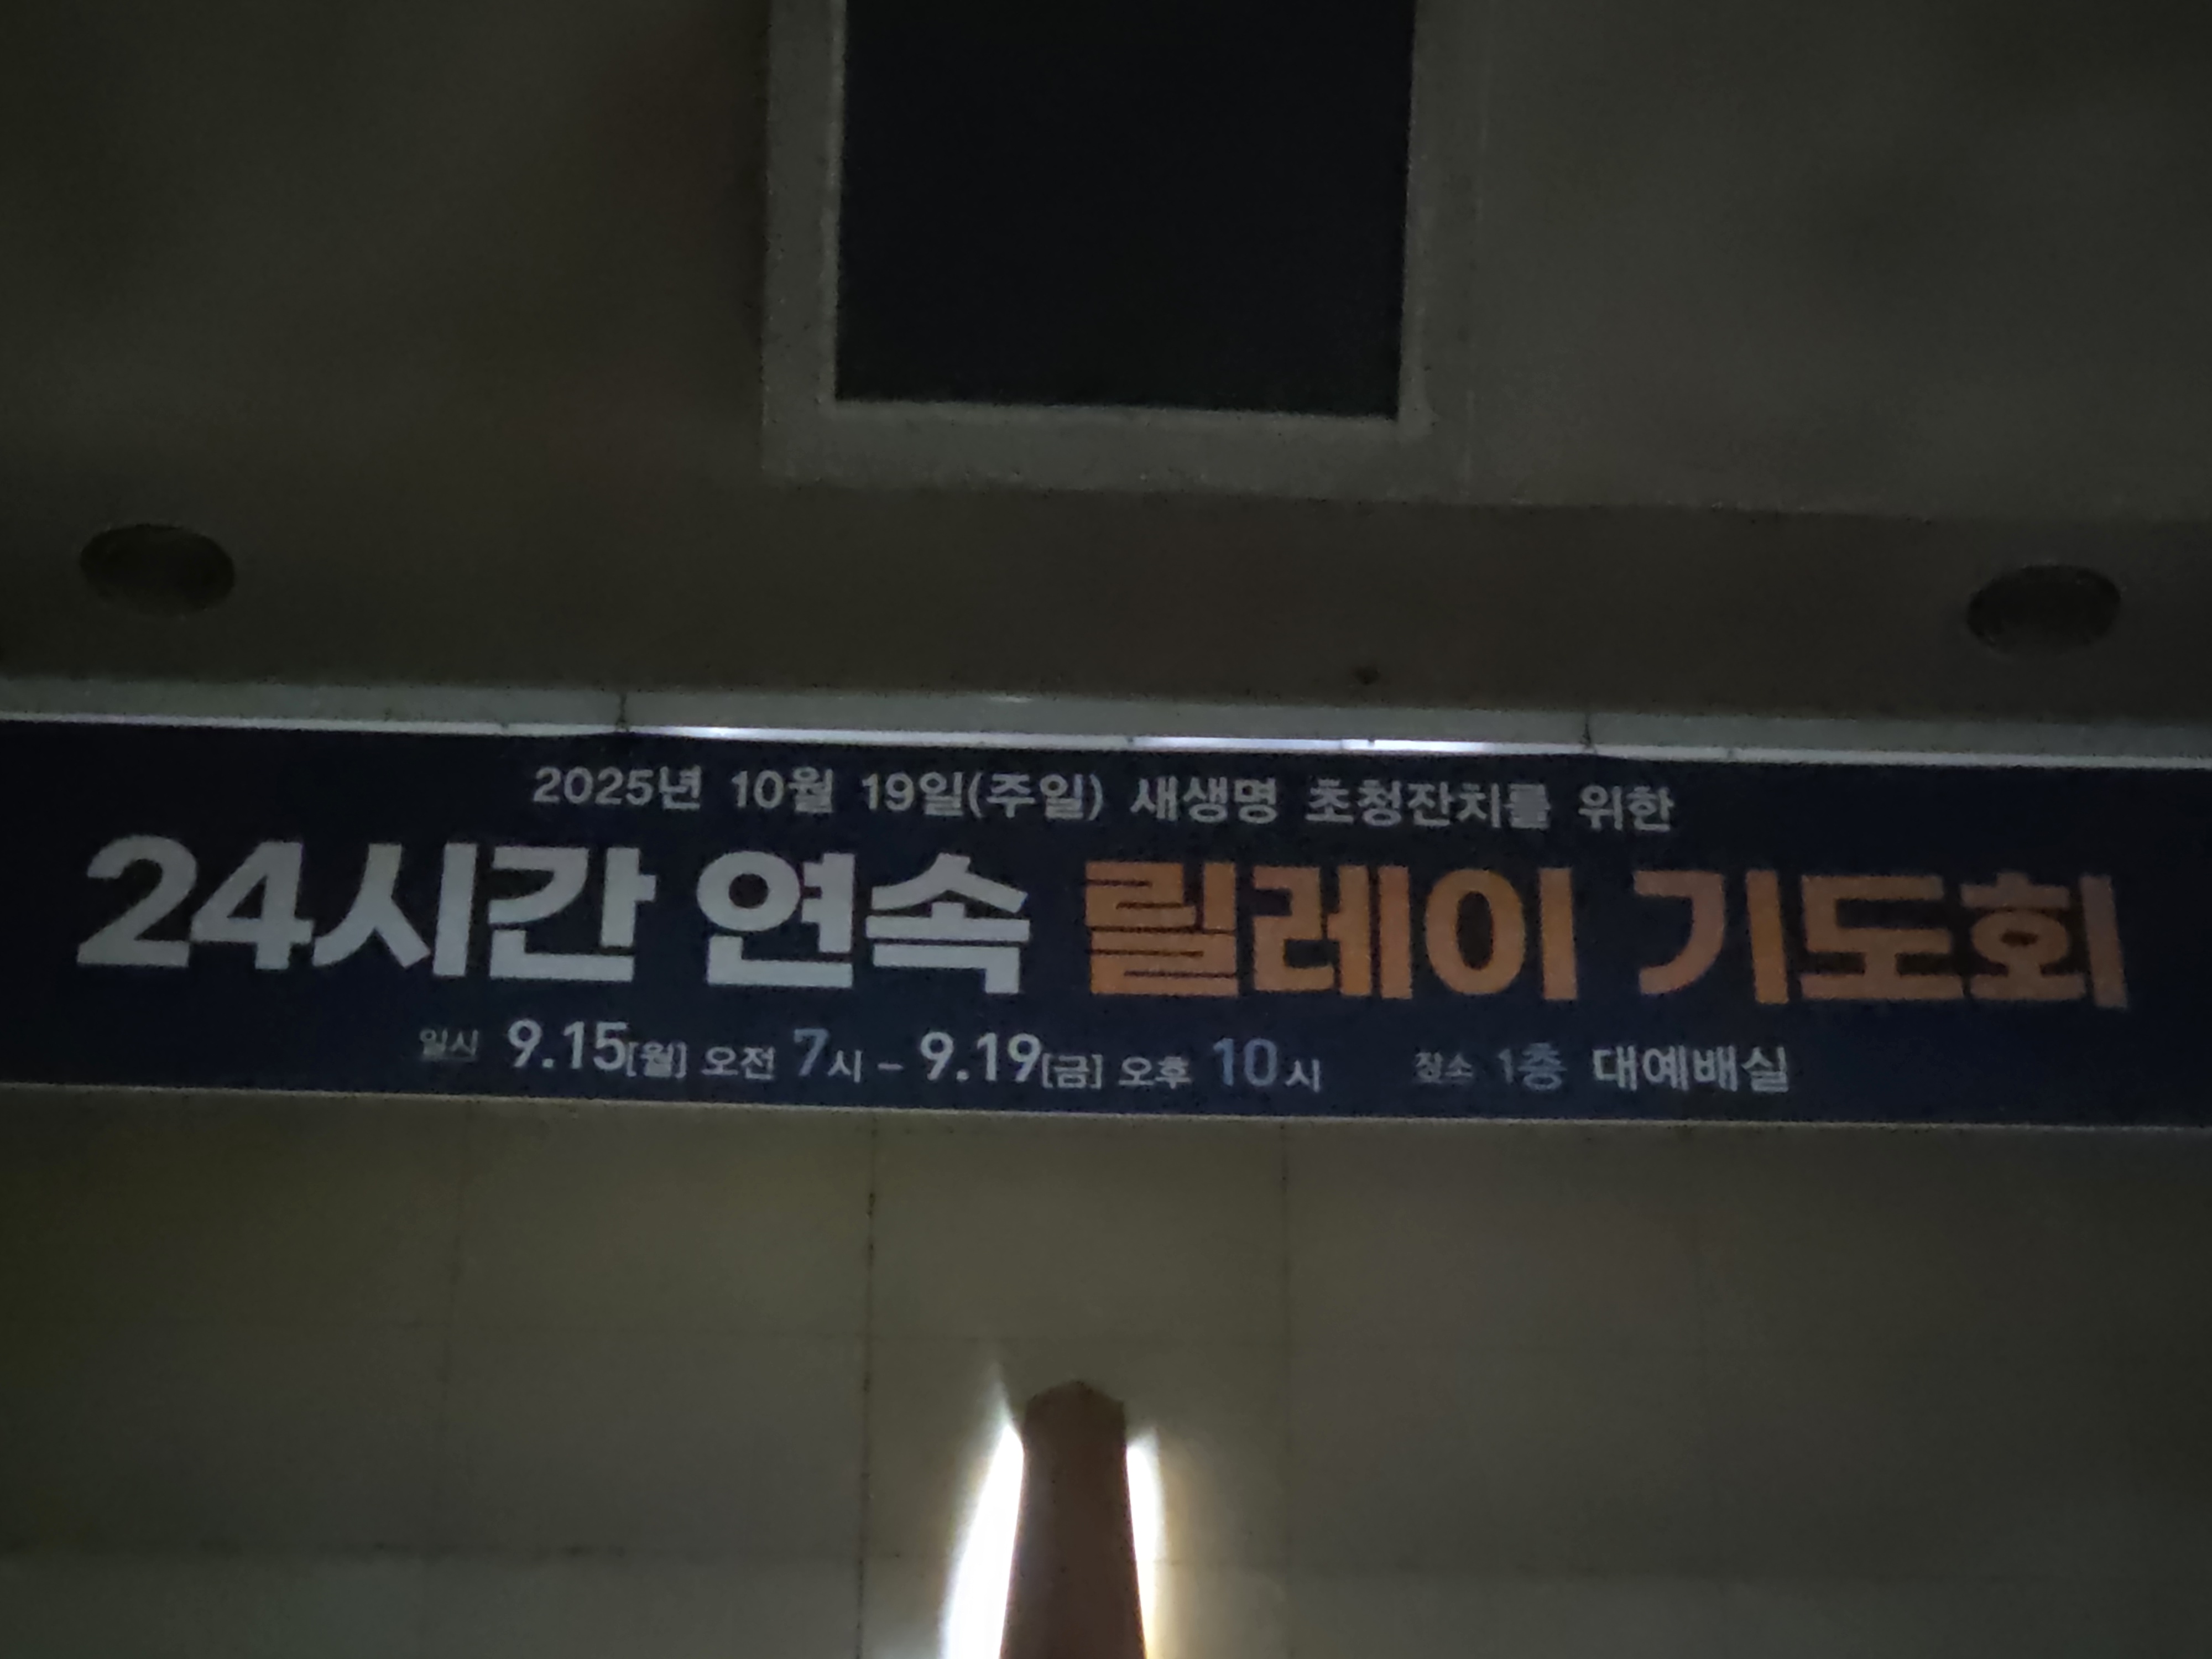 2025년 10월 19일(주일) 새생명 초청잔치를 위한
24시간 연속 릴레이 기도회
일시 9.15[월] 오전 7시 – 9.19[금] 오후 10시 장소 1층 대예배실